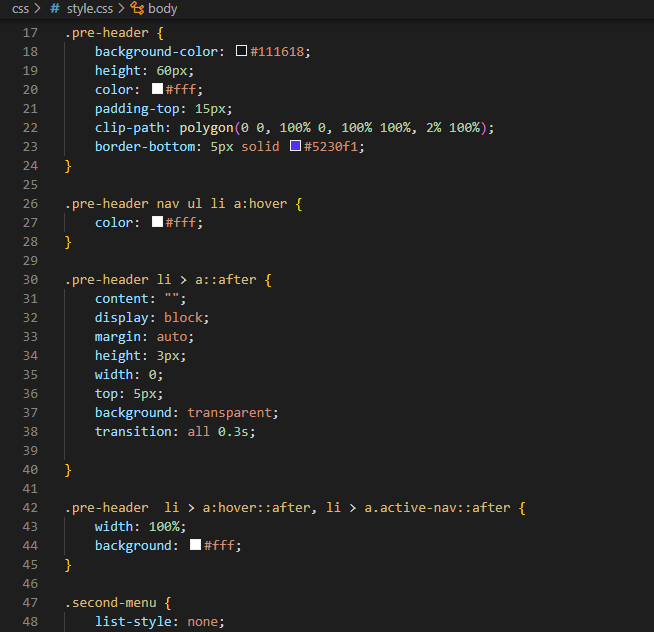 css > # style.css > body
17 .pre-header {
18     background-color: #111618;
19     height: 60px;
20     color: #fff;
21     padding-top: 15px;
22     clip-path: polygon(0 0, 100% 0, 100% 100%, 2% 100%);
23     border-bottom: 5px solid #5230f1;
24 }
25
26 .pre-header nav ul li a:hover {
27     color: #fff;
28 }
29
30 .pre-header li > a::after {
31     content: "";
32     display: block;
33     margin: auto;
34     height: 3px;
35     width: 0;
36     top: 5px;
37     background: transparent;
38     transition: all 0.3s;
39
40 }
41
42 .pre-header  li > a:hover::after, li > a.active-nav::after {
43     width: 100%;
44     background: #fff;
45 }
46
47 .second-menu {
48     list-style: none;